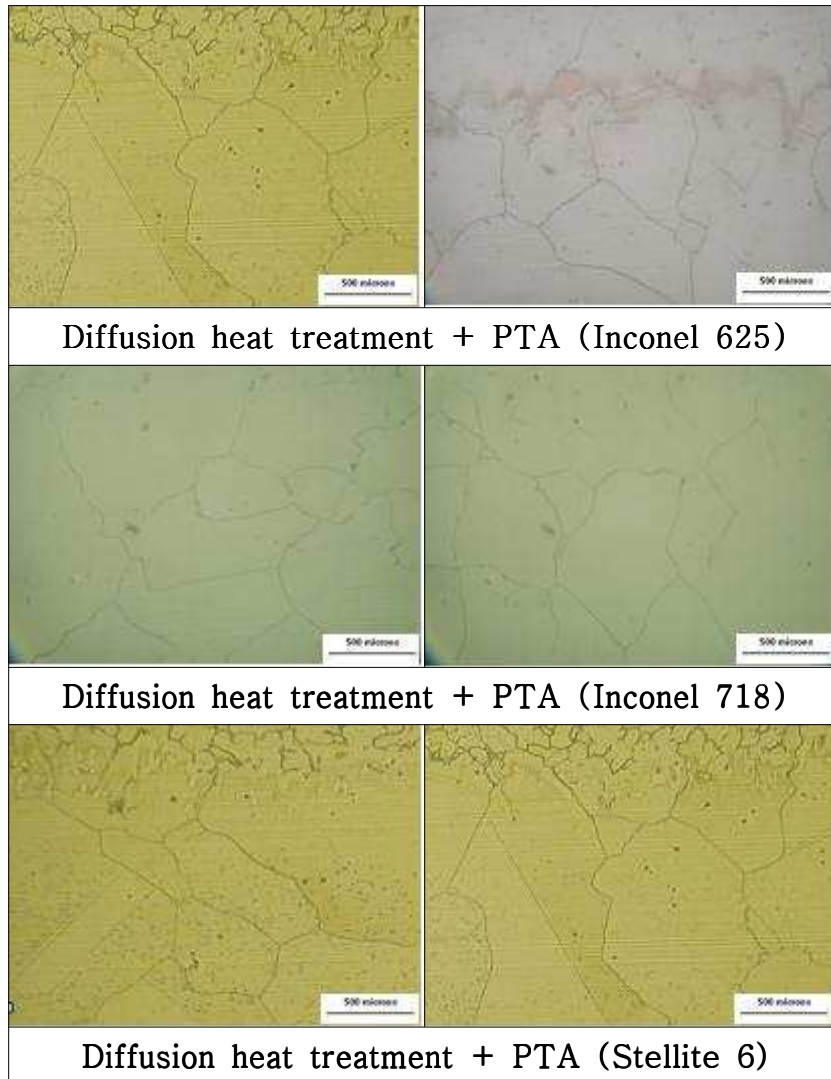 500 microns
500 microns
Diffusion heat treatment + PTA (Inconel 625)
500 microns
500 microns
Diffusion heat treatment + PTA (Inconel 718)
500 microns
500 microns
Diffusion heat treatment + PTA (Stellite 6)